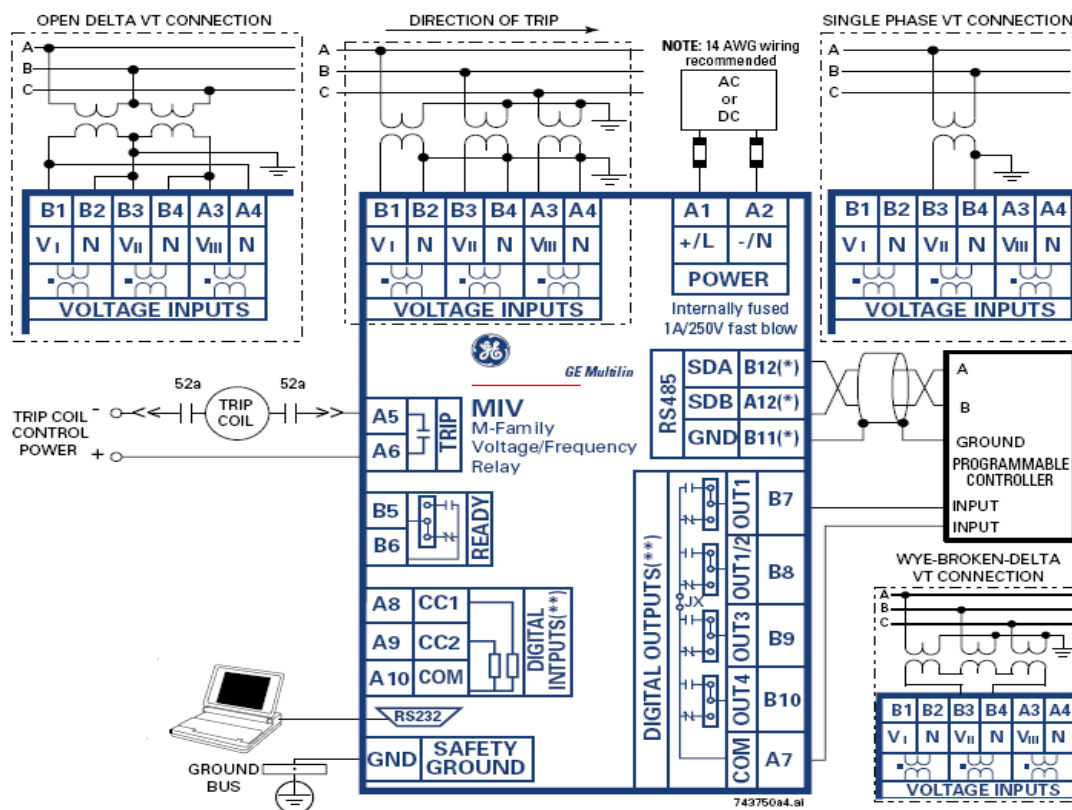 OPEN DELTA VT CONNECTION
A
B
C
B1 B2 B3 B4 A3 A4
VI N VII N VIII N
VOLTAGE INPUTS
DIRECTION OF TRIP
A
B
C
B1 B2 B3 B4 A3 A4
VI N VII N VIII N
VOLTAGE INPUTS
NOTE: 14 AWG wiring
recommended
AC
or
DC
A1 A2
+/L -/N
POWER
Internally fused
1A/250V fast blow
SINGLE PHASE VT CONNECTION
A
B
C
B1 B2 B3 B4 A3 A4
VI N VII N VIII N
VOLTAGE INPUTS
GE Multilin
MIV
M-Family
Voltage/Frequency
Relay
52a 52a
TRIP
COIL
TRIP COIL
CONTROL
POWER
-
+
A5
A6
TRIP
B5
B6
READY
A8 CC1
A9 CC2
A10 COM
DIGITAL
INTPUTS(**)
RS232
GND SAFETY
GROUND
GROUND
BUS
RS485
SDA B12(*)
SDB A12(*)
GND B11(*)
A
B
GROUND
PROGRAMMABLE
CONTROLLER
INPUT
INPUT
DIGITAL OUTPUTS(**)
JX
OUT1 B7
OUT1/2 B8
OUT3 B9
OUT4 B10
COM A7
743750a4.ai
WYE-BROKEN-DELTA
VT CONNECTION
A
B
C
B1 B2 B3 B4 A3 A4
VI N VII N VIII N
VOLTAGE INPUTS